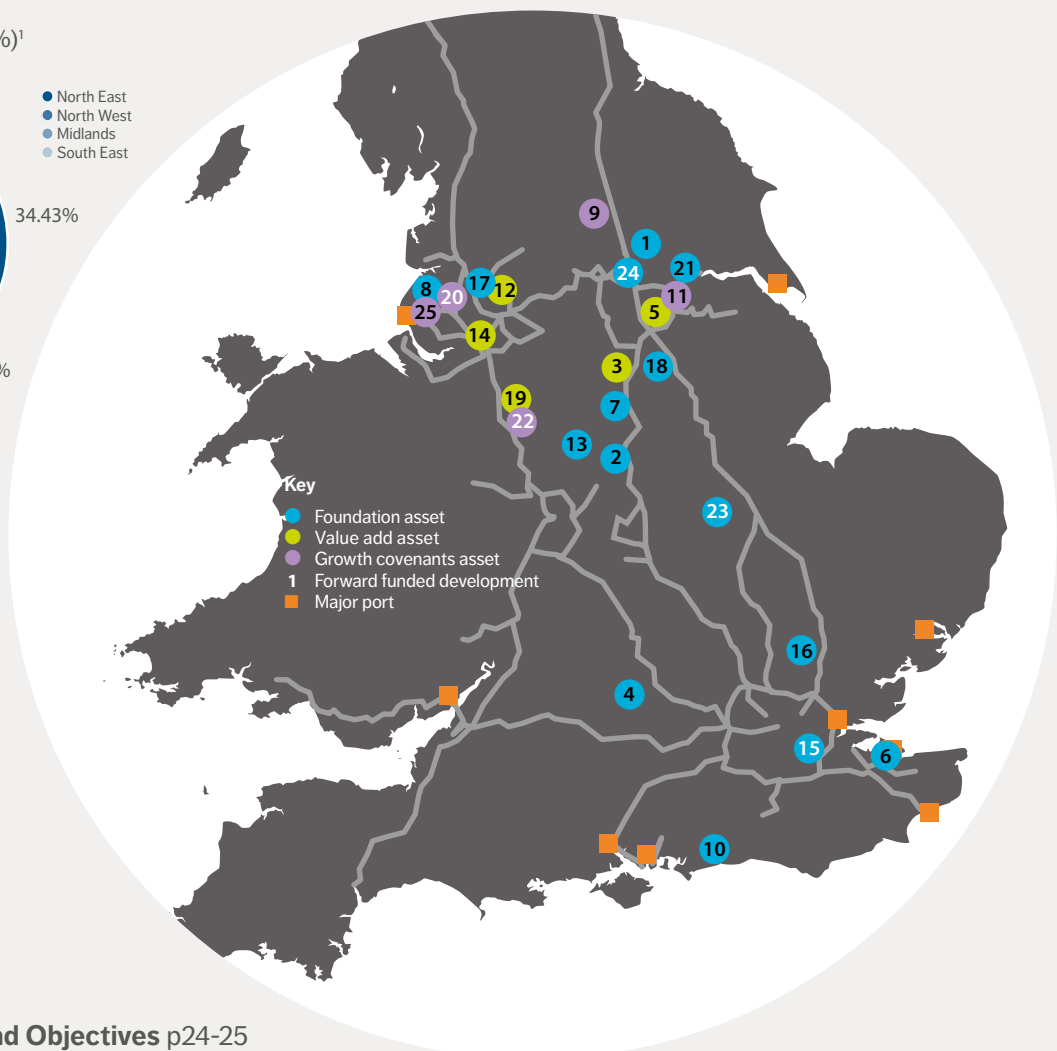 %)¹
North East
North West
Midlands
South East
34.43%
%
9
1
24
21
8
17
12
20
11
25
5
14
3
18
19
7
22
13
2
23
Key
Foundation asset
Value add asset
Growth covenants asset
1 Forward funded development
Major port
16
4
15
6
10
nd Objectives p24-25